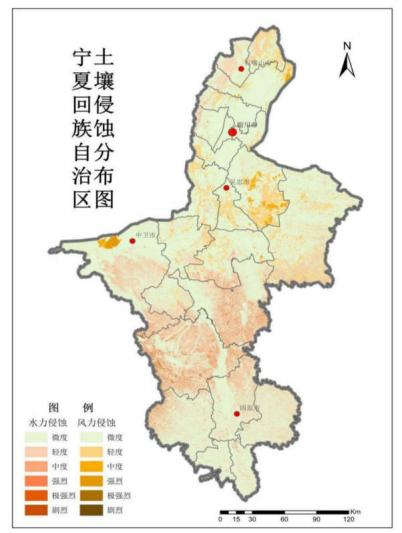 宁夏回族自治区
土壤侵蚀分布图
N
石嘴山市
银川市
吴忠市
中卫市
固原市
图 例
水力侵蚀 风力侵蚀
微度 微度
轻度 轻度
中度 中度
强烈 强烈
极强烈 极强烈
剧烈 剧烈
Km
0 15 30 60 90 120